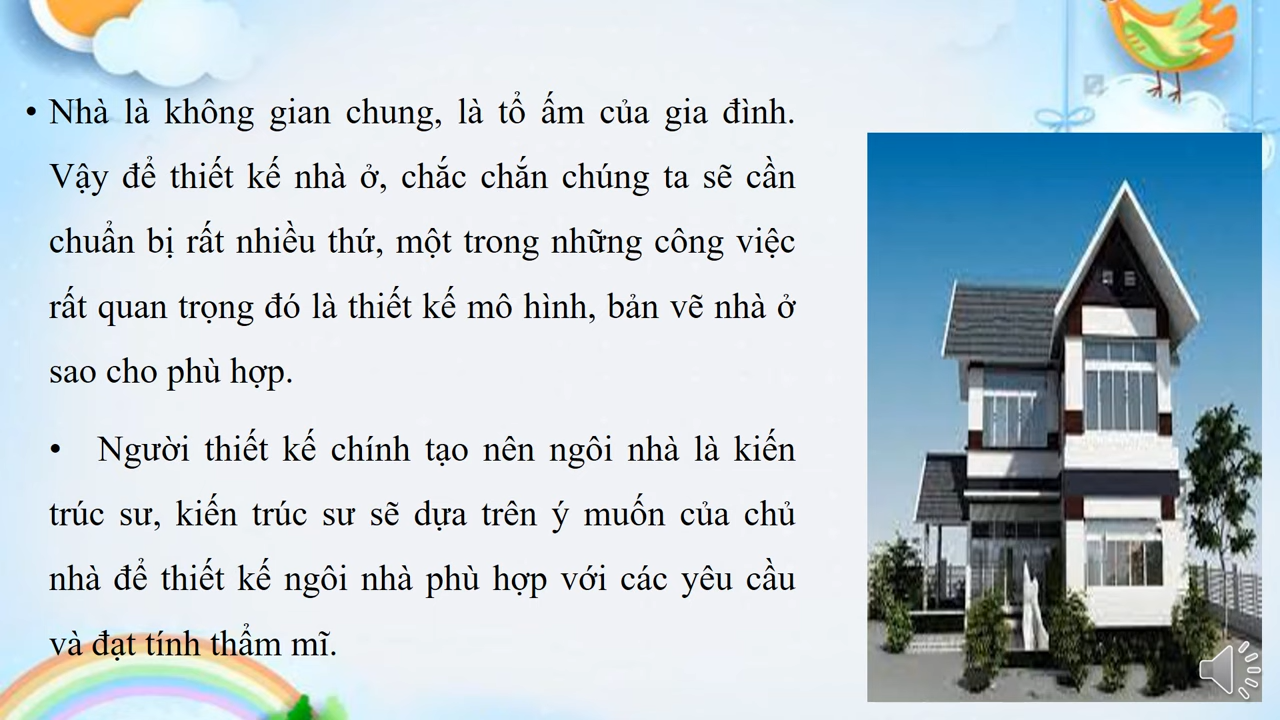 • Nhà là không gian chung, là tổ ấm của gia đình.
Vậy để thiết kế nhà ở, chắc chắn chúng ta sẽ cần
chuẩn bị rất nhiều thứ, một trong những công việc
rất quan trọng đó là thiết kế mô hình, bản vẽ nhà ở
sao cho phù hợp.
• Người thiết kế chính tạo nên ngôi nhà là kiến
trúc sư, kiến trúc sư sẽ dựa trên ý muốn của chủ
nhà để thiết kế ngôi nhà phù hợp với các yêu cầu
và đạt tính thẩm mĩ.